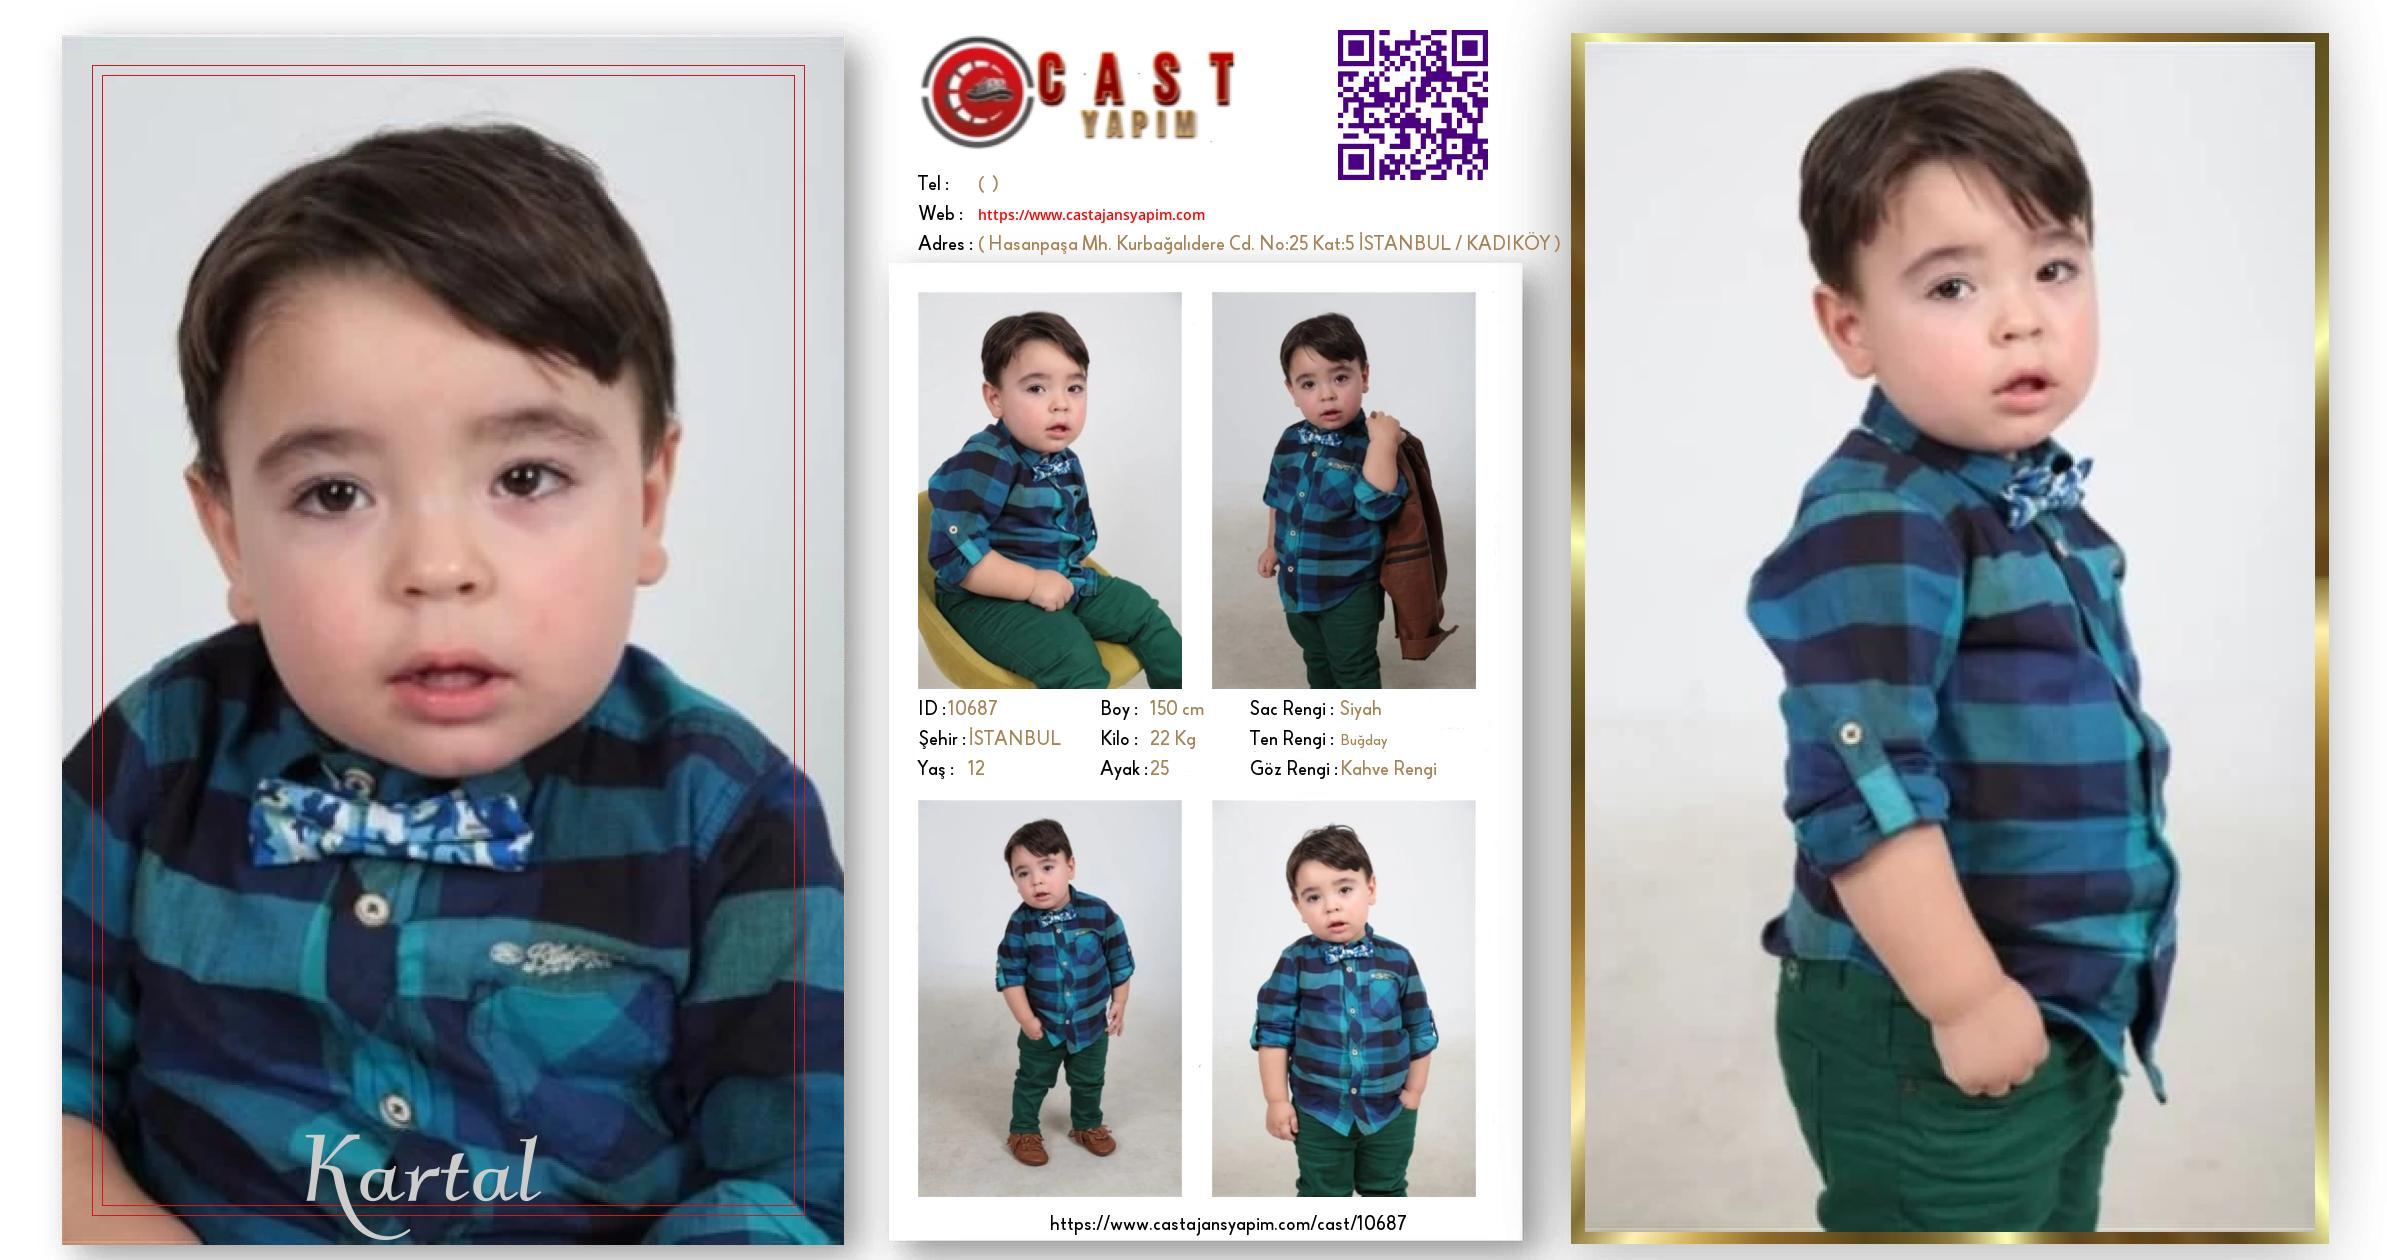 Kartal
CAST
YAPIM
Tel : ( )
Web : https://www.castajansyapim.com
Adres : ( Hasanpaşa Mh. Kurbağalıdere Cd. No:25 Kat:5 İSTANBUL / KADIKÖY )
ID :10687 Boy : 150 cm Sac Rengi : Siyah
Şehir :İSTANBUL Kilo : 22 Kg Ten Rengi : Buğday
Yaş : 12 Ayak :25 Göz Rengi :Kahve Rengi
https://www.castajansyapim.com/cast/10687